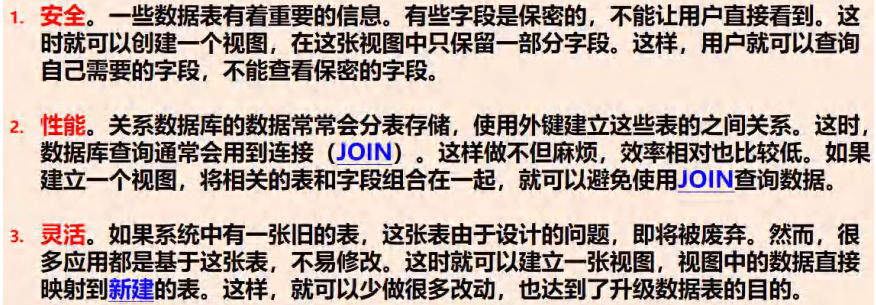 1. 安全。一些数据表有着重要的信息。有些字段是保密的，不能让用户直接看到。这
时就可以创建一个视图，在这张视图中只保留一部分字段。这样，用户就可以查询
自己需要的字段，不能查看保密的字段。
2. 性能。关系数据库的数据常常会分表存储，使用外键建立这些表的之间关系。这时，
数据库查询通常会用到连接（JOIN）。这样做不但麻烦，效率相对也比较低。如果
建立一个视图，将相关的表和字段组合在一起，就可以避免使用JOIN查询数据。
3. 灵活。如果系统中有一张旧的表，这张表由于设计的问题，即将被废弃。然而，很
多应用都是基于这张表，不易修改。这时就可以建立一张视图，视图中的数据直接
映射到新建的表。这样，就可以少做很多改动，也达到了升级数据表的目的。